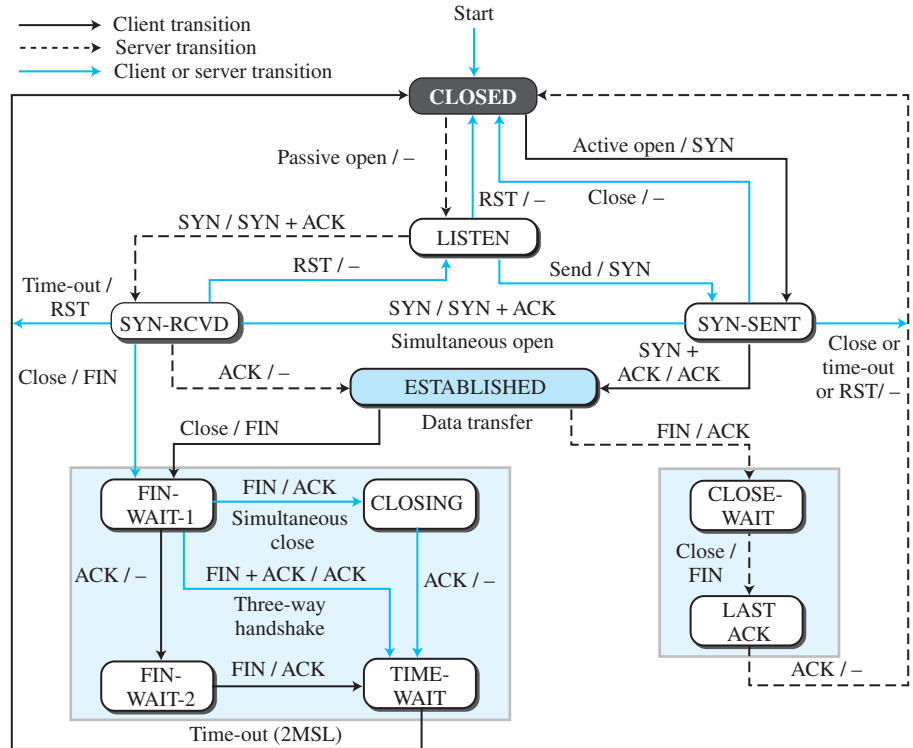 Client transition
Server transition
Client or server transition
Start
CLOSED
Passive open / –
Active open / SYN
RST / –
Close / –
SYN / SYN + ACK
LISTEN
RST / –
Send / SYN
Time-out /
RST
SYN-RCVD
SYN / SYN + ACK
Simultaneous open
SYN-SENT
Close or
time-out
or RST/ –
Close / FIN
ACK / –
SYN +
ACK / ACK
ESTABLISHED
Data transfer
Close / FIN
FIN / ACK
FIN-
WAIT-1
FIN / ACK
Simultaneous
close
CLOSING
CLOSE-
WAIT
ACK / –
FIN + ACK / ACK
Three-way
handshake
ACK / –
Close /
FIN
LAST
ACK
FIN-
WAIT-2
FIN / ACK
TIME-
WAIT
ACK / –
Time-out (2MSL)